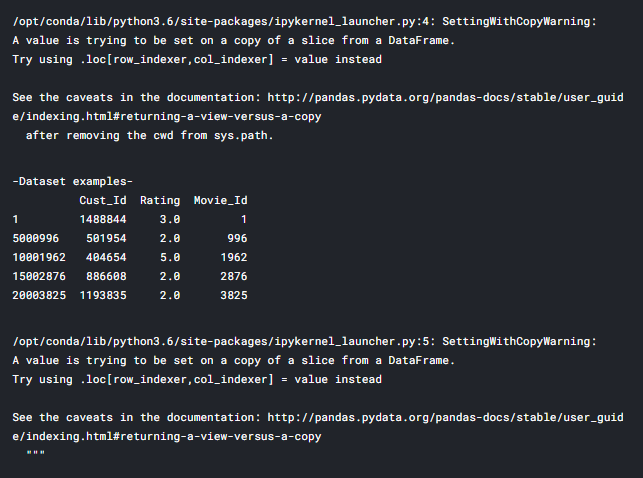 /opt/conda/lib/python3.6/site-packages/ipykernel_launcher.py:4: SettingWithCopyWarning:
A value is trying to be set on a copy of a slice from a DataFrame.
Try using .loc[row_indexer,col_indexer] = value instead
See the caveats in the documentation: http://pandas.pydata.org/pandas-docs/stable/user_guid
e/indexing.html#returning-a-view-versus-a-copy
after removing the cwd from sys.path.
-Dataset examples-
Cust_Id Rating Movie_Id
1 1488844 3.0 1
5000996 501954 2.0 996
10001962 404654 5.0 1962
15002876 886608 2.0 2876
20003825 1193835 2.0 3825
/opt/conda/lib/python3.6/site-packages/ipykernel_launcher.py:5: SettingWithCopyWarning:
A value is trying to be set on a copy of a slice from a DataFrame.
Try using .loc[row_indexer,col_indexer] = value instead
See the caveats in the documentation: http://pandas.pydata.org/pandas-docs/stable/user_guid
e/indexing.html#returning-a-view-versus-a-copy
"""